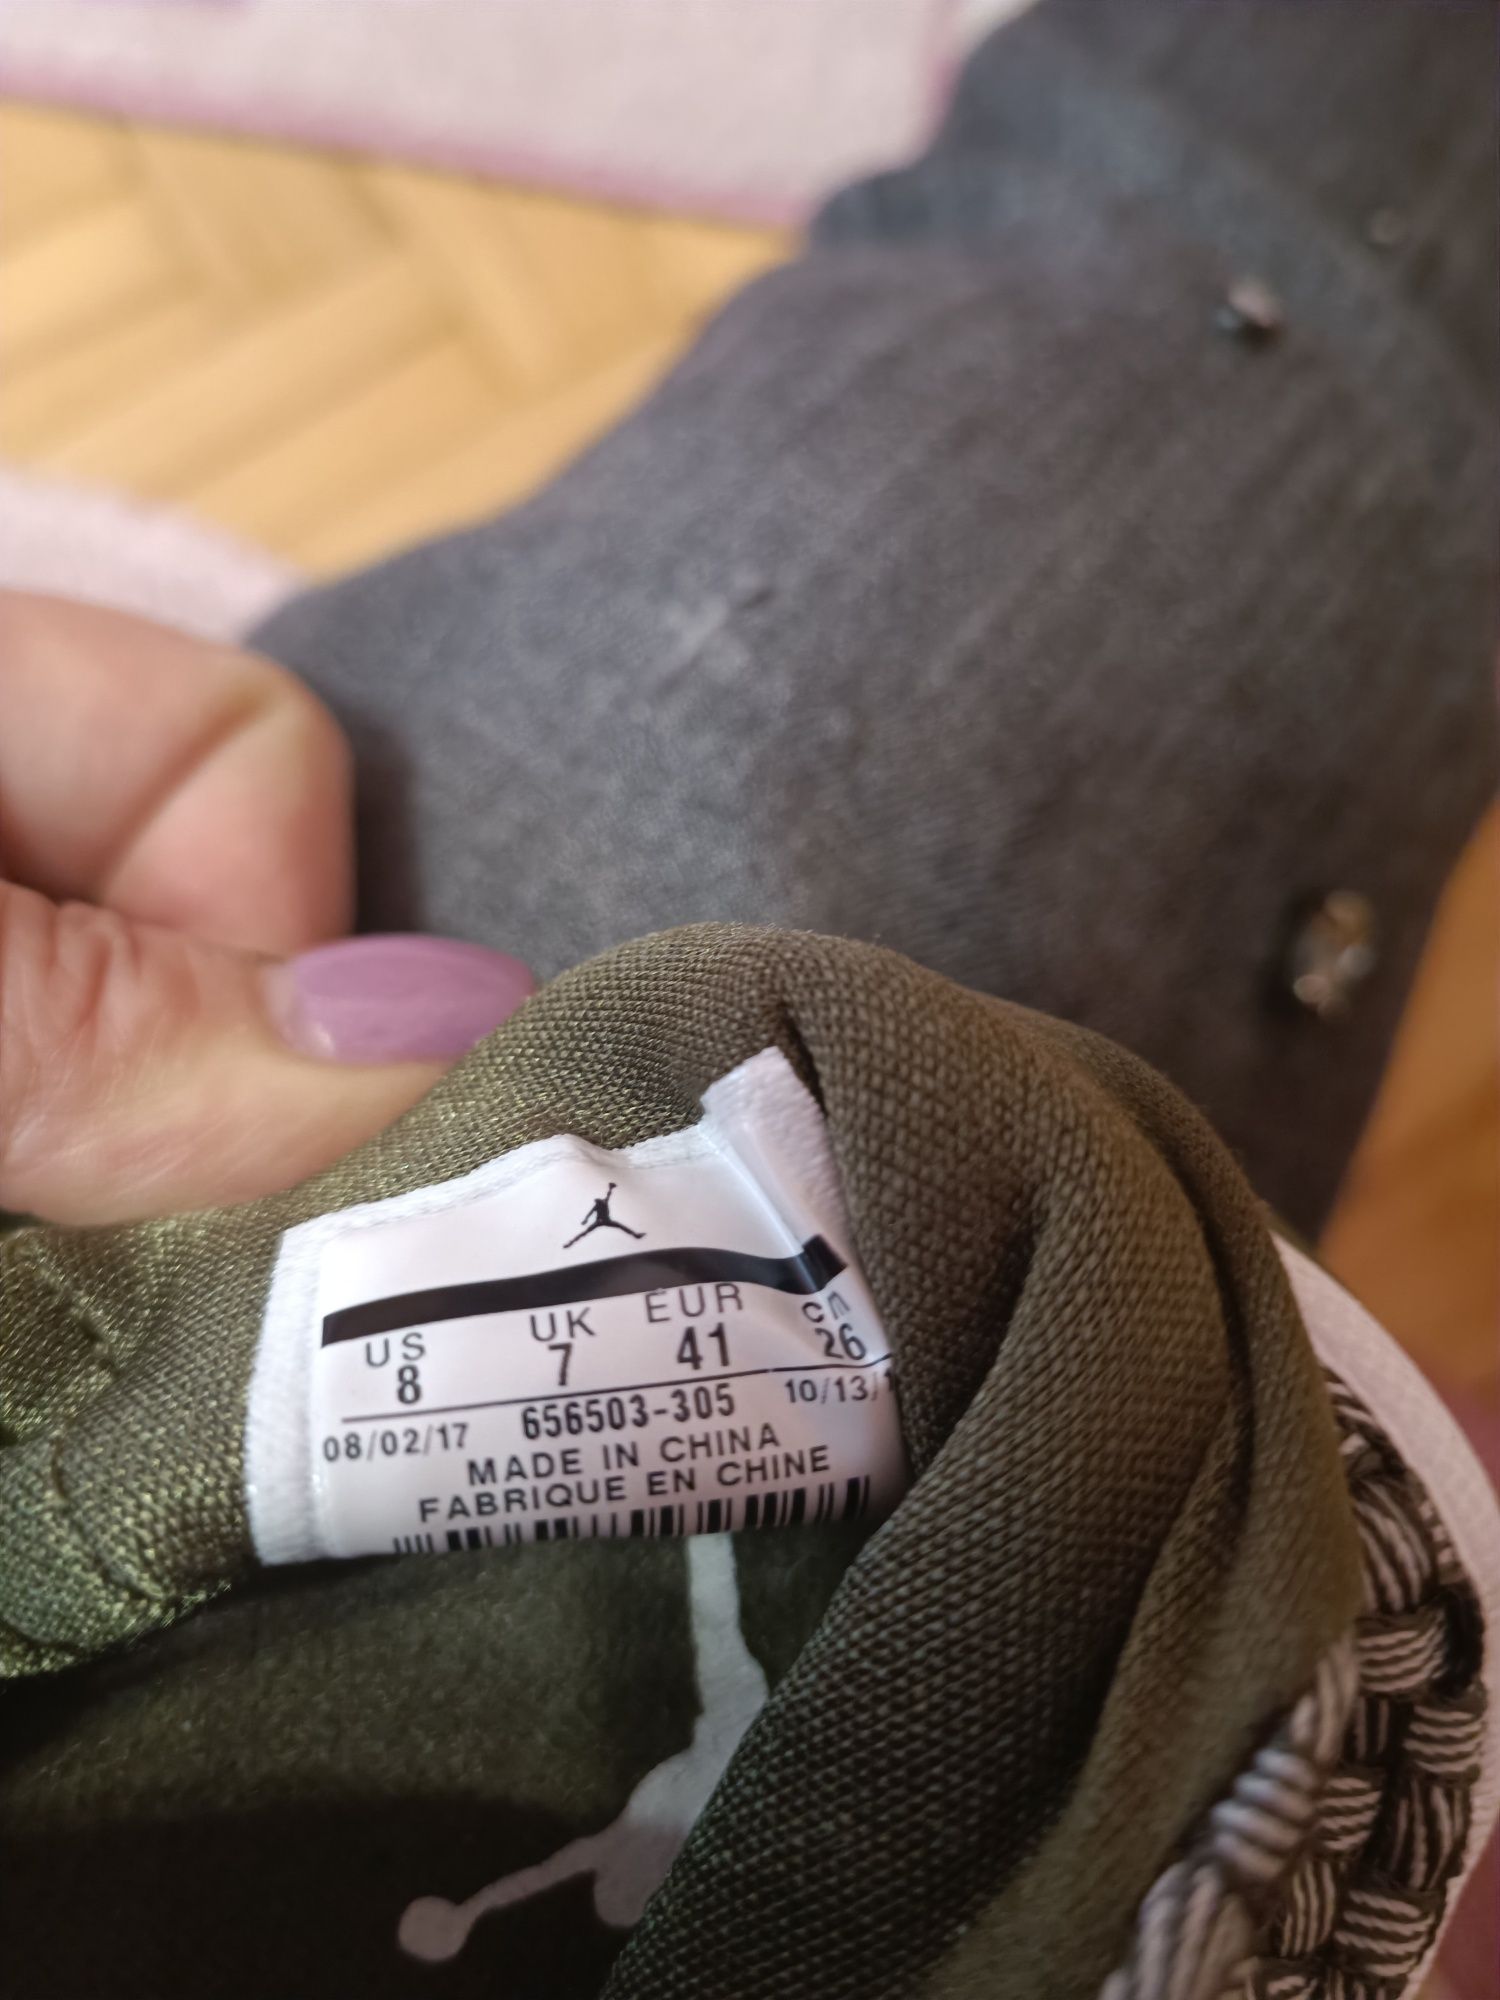 US UK EUR cm
8 7 41 26
08/02/17 656503-305 10/13/1
MADE IN CHINA
FABRIQUE EN CHINE